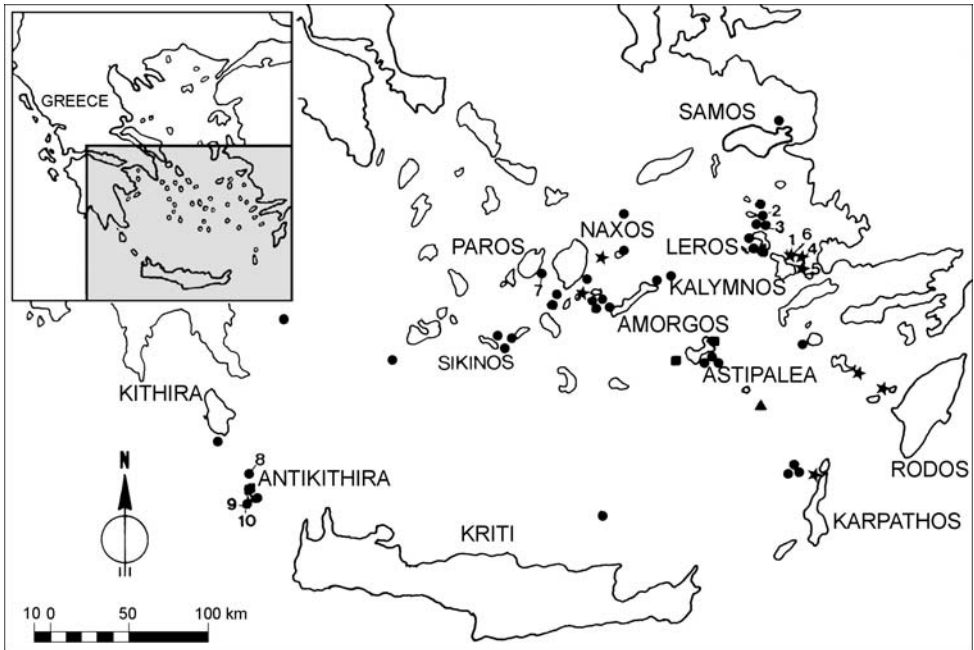 GREECE
SAMOS
2
3
NAXOS
LEROS
1 6
4
5
PAROS
7
KALYMNOS
AMORGOS
SIKINOS
ASTIPALEA
KITHIRA
8
ANTIKITHIRA
9
10
RODOS
N
KARPATHOS
KRITI
10 0 50 100 km